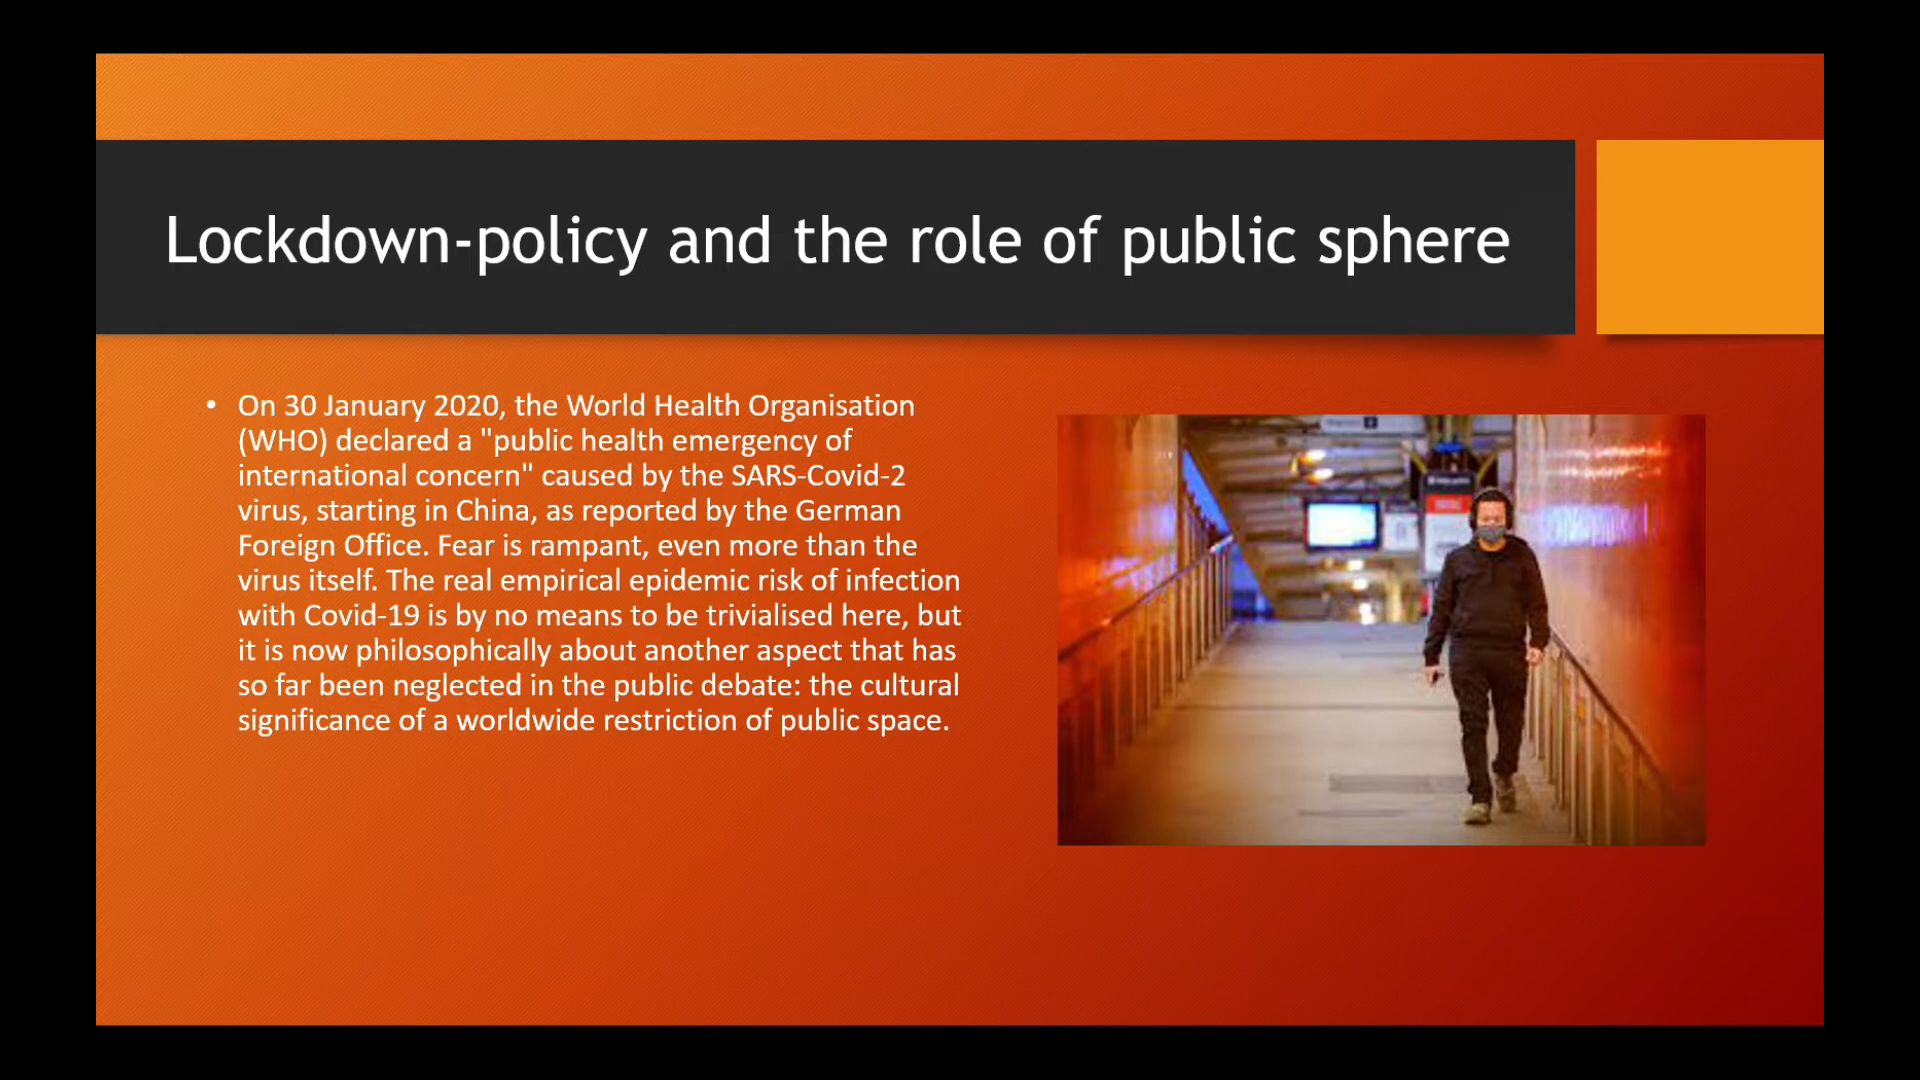 Lockdown-policy and the role of public sphere
• On 30 January 2020, the World Health Organisation
(WHO) declared a "public health emergency of
international concern" caused by the SARS-Covid-2
virus, starting in China, as reported by the German
Foreign Office. Fear is rampant, even more than the
virus itself. The real empirical epidemic risk of infection
with Covid-19 is by no means to be trivialised here, but
it is now philosophically about another aspect that has
so far been neglected in the public debate: the cultural
significance of a worldwide restriction of public space.